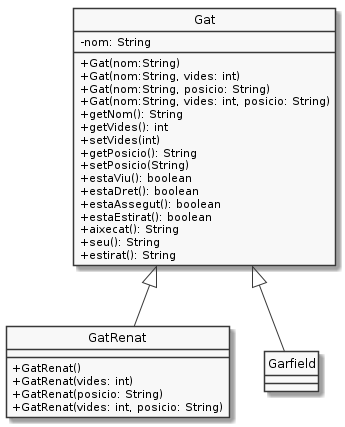 Gat
-nom: String
+Gat(nom:String)
+Gat(nom:String, vides: int)
+Gat(nom:String, posicio: String)
+Gat(nom:String, vides: int, posicio: String)
+getNom(): String
+getVides(): int
+setVides(int)
+getPosicio(): String
+setPosicio(String)
+estaViu(): boolean
+estaDret(): boolean
+estaAssegut(): boolean
+estaEstirat(): boolean
+aixecat(): String
+seu(): String
+estirat(): String
GatRenat
+GatRenat()
+GatRenat(vides: int)
+GatRenat(posicio: String)
+GatRenat(vides: int, posicio: String)
Garfield